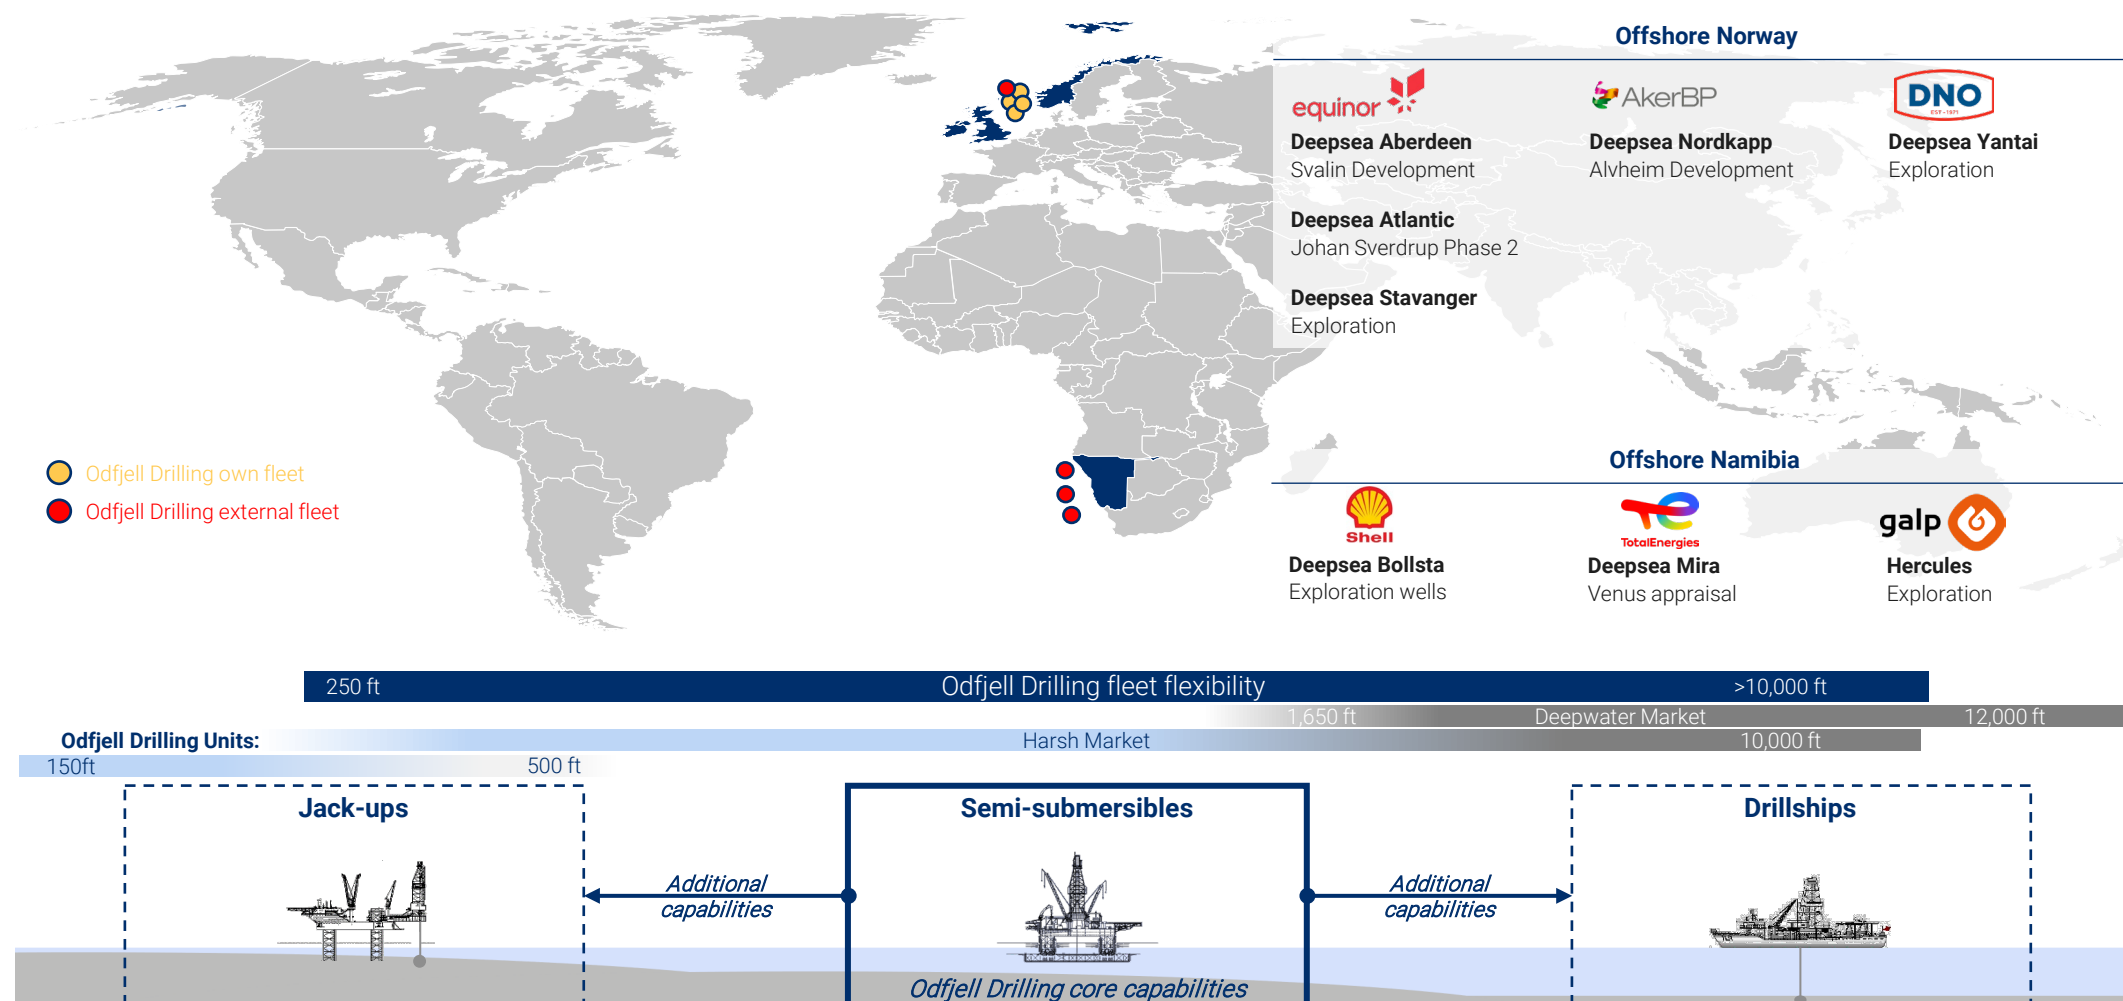 Offshore Norway
equinor
AkerBP
DNO
EST-1971
Deepsea Aberdeen
Svalin Development
Deepsea Nordkapp
Alvheim Development
Deepsea Yantai
Exploration
Deepsea Atlantic
Johan Sverdrup Phase 2
Deepsea Stavanger
Exploration
Odfjell Drilling own fleet
Odfjell Drilling external fleet
Offshore Namibia
Shell
TotalEnergies
galp
Deepsea Bollsta
Exploration wells
Deepsea Mira
Venus appraisal
Hercules
Exploration
250 ft
Odfjell Drilling fleet flexibility
>10,000 ft
1,650 ft
Deepwater Market
12,000 ft
Odfjell Drilling Units:
Harsh Market
10,000 ft
150ft
500 ft
Jack-ups
Semi-submersibles
Drillships
Additional
capabilities
Additional
capabilities
Odfjell Drilling core capabilities